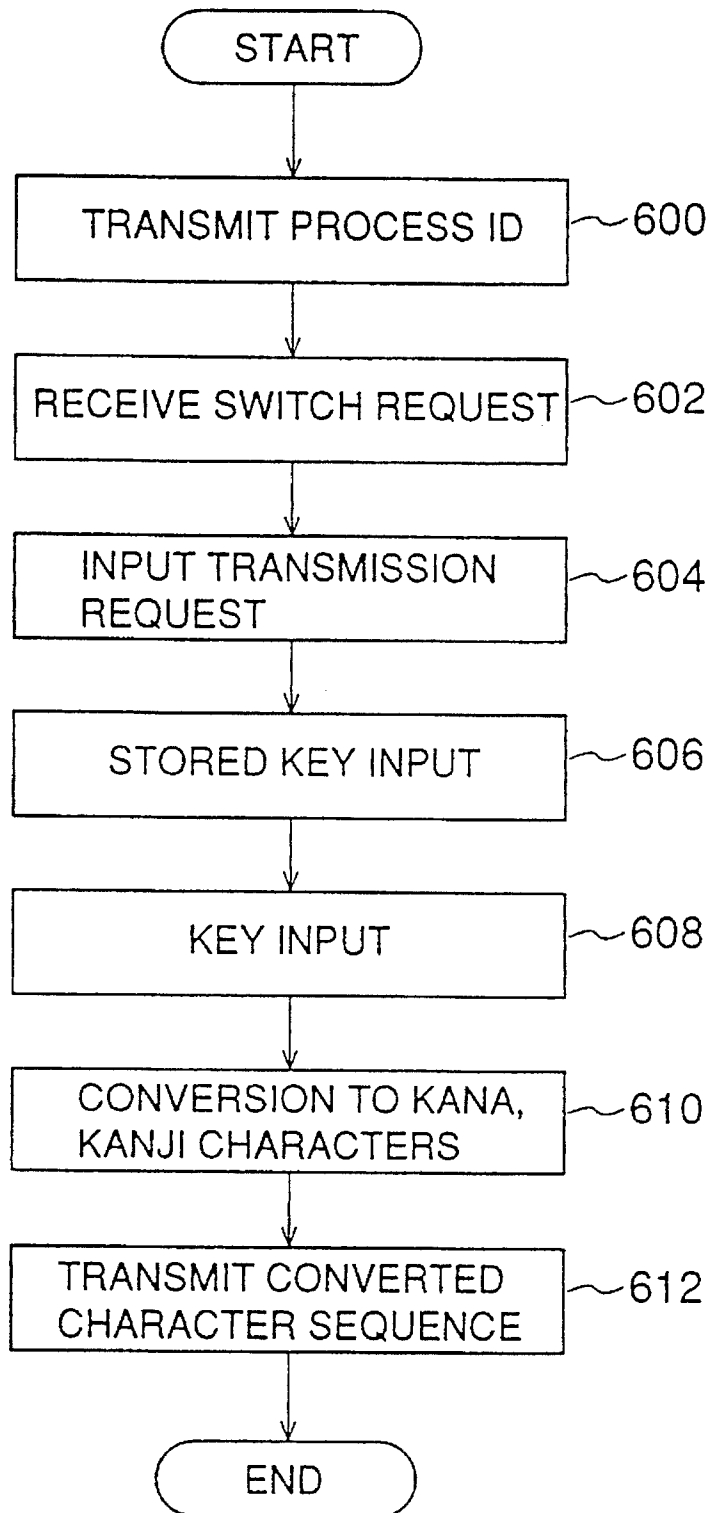 START
TRANSMIT PROCESS ID
600
RECEIVE SWITCH REQUEST
602
INPUT TRANSMISSION
REQUEST
604
STORED KEY INPUT
606
KEY INPUT
608
CONVERSION TO KANA,
KANJI CHARACTERS
610
TRANSMIT CONVERTED
CHARACTER SEQUENCE
612
END